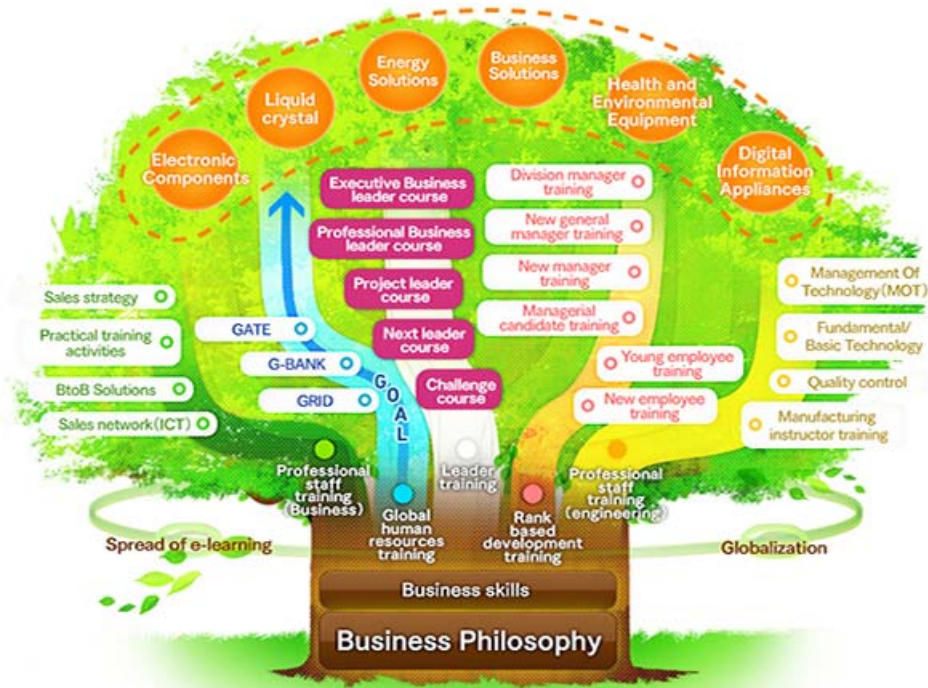 Energy
Solutions
Business
Solutions
Liquid
crystal
Health and
Environmental
Equipment
Electronic
Components
Digital
Information
Appliances
Executive Business
leader course
Professional Business
leader course
Project leader
course
Next leader
course
Challenge
course
Division manager
training
New general
manager training
New manager
training
Managerial
candidate training
Young employee
training
New employee
training
Sales strategy
Practical training
activities
BtoB Solutions
Sales network(ICT)
GATE
G-BANK
GRID
GOAL
Management Of
Technology(MOT)
Fundamental/
Basic Technology
Quality control
Manufacturing
instructor training
Professional
staff
training
(Business)
Global
human
resources
training
Leader
training
Rank
based
development
training
Professional
staff
training
(engineering)
Spread of e-learning
Globalization
Business skills
Business Philosophy